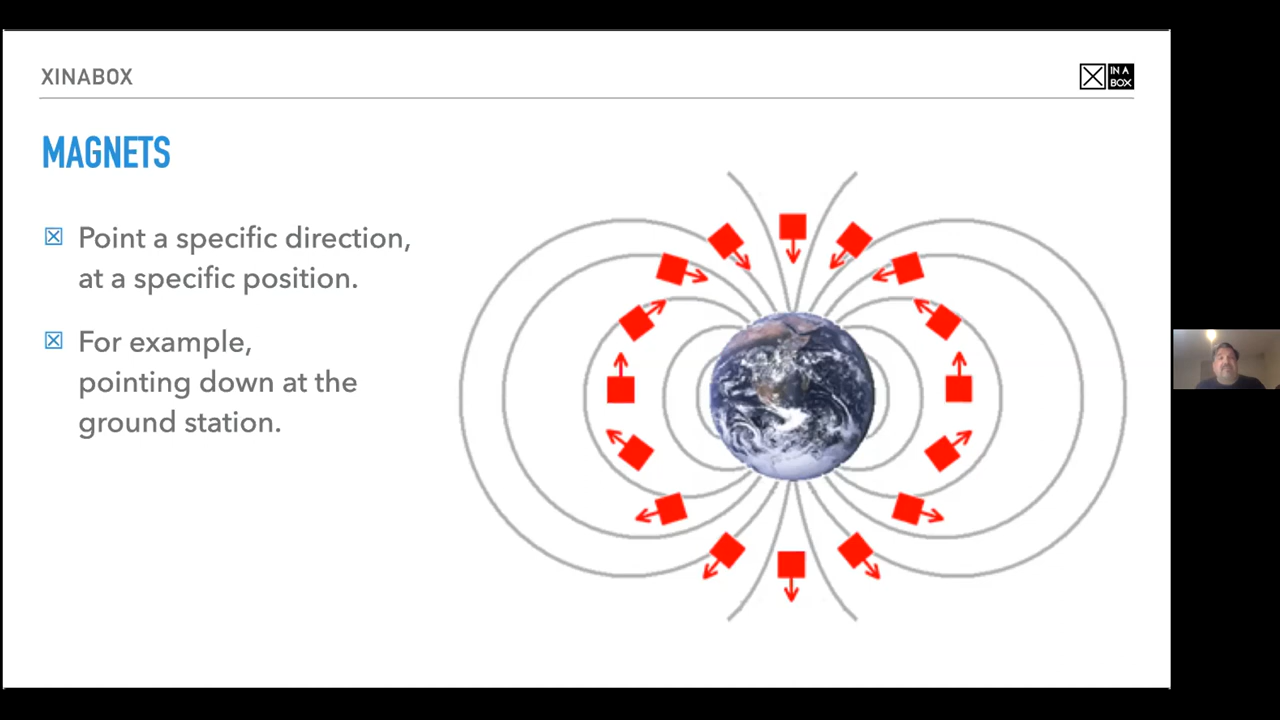 XINABOX
IN A
BOX
MAGNETS
Point a specific direction,
at a specific position.
For example,
pointing down at the
ground station.